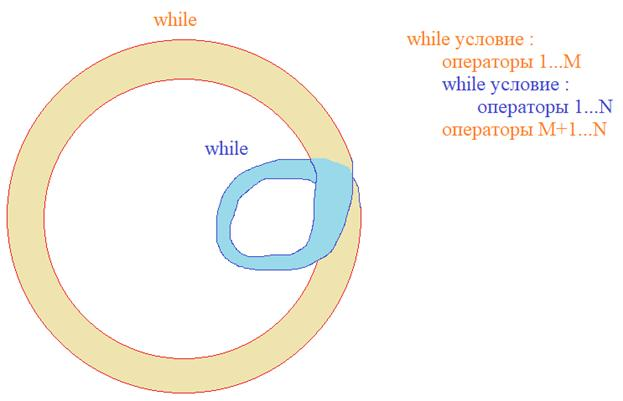 while
while
while условие :
операторы 1...M
while условие :
операторы 1...N
операторы M+1...N